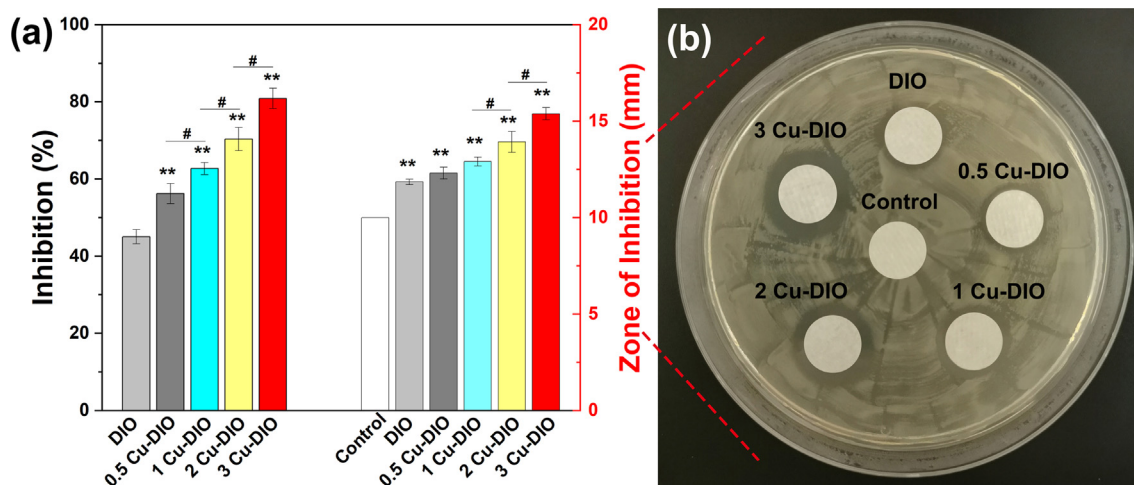 (a)
Inhibition (%)
100
80
60
40
20
0
**
**
**
**
#
#
#
**
**
**
**
**
#
#
DIO
0.5 Cu-DIO
1 Cu-DIO
2 Cu-DIO
3 Cu-DIO
Control
DIO
0.5 Cu-DIO
1 Cu-DIO
2 Cu-DIO
3 Cu-DIO
20
15
10
5
0
Zone of Inhibition (mm)
(b)
DIO
3 Cu-DIO
0.5 Cu-DIO
Control
2 Cu-DIO
1 Cu-DIO